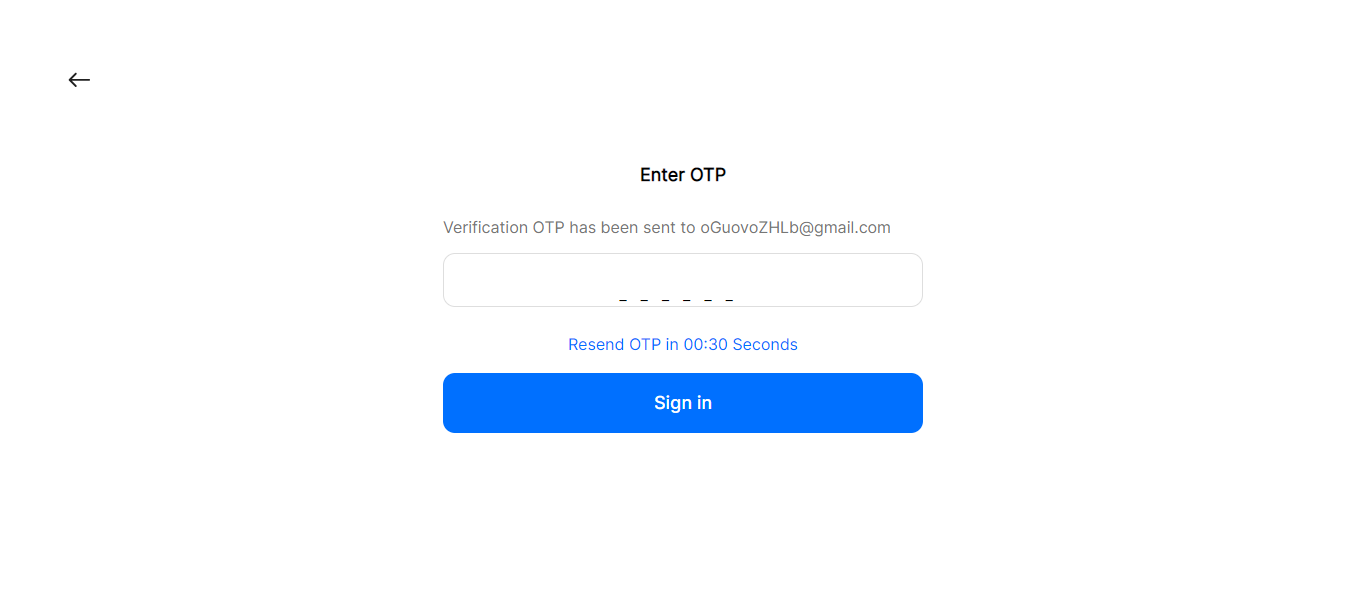 Enter OTP
Verification OTP has been sent to oGuovoZHLb@gmail.com
_ _ _ _ _ _
Resend OTP in 00:30 Seconds
Sign in